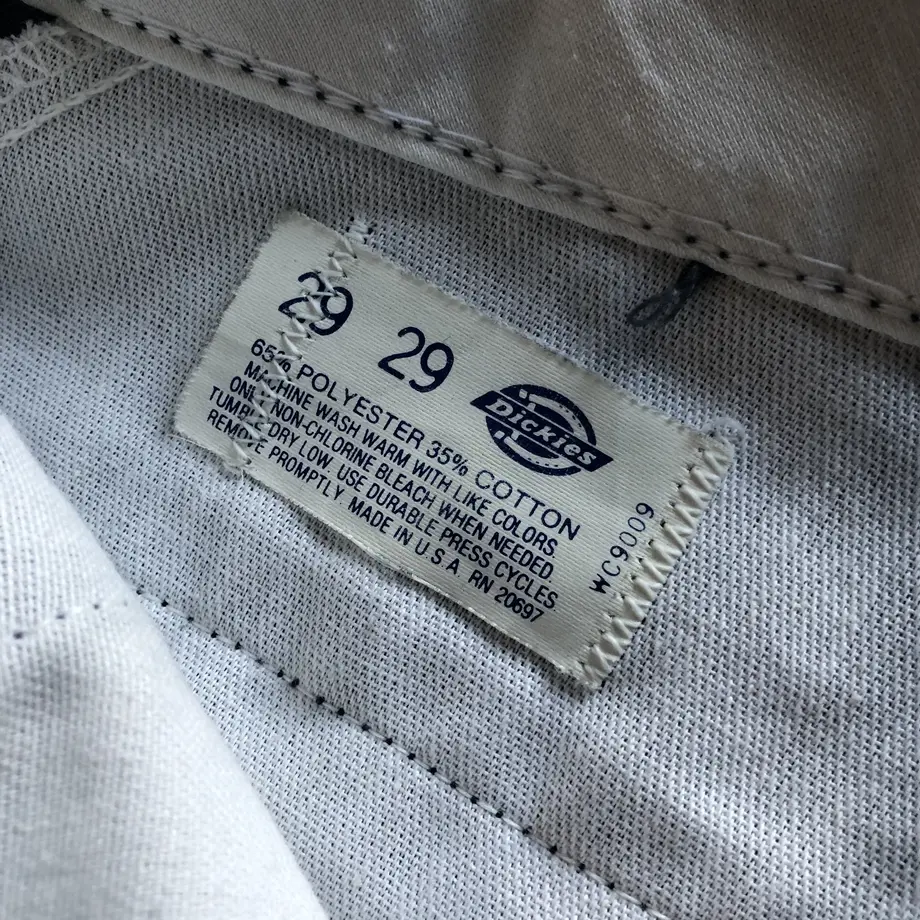 29 29
Dickies
65% POLYESTER 35% COTTON
MACHINE WASH WARM WITH LIKE COLORS
ONLY NON-CHLORINE BLEACH WHEN NEEDED.
TUMBLE DRY LOW. USE DURABLE PRESS CYCLES
REMOVE PROMPTLY MADE IN U.S.A. RN 20697
WC9009